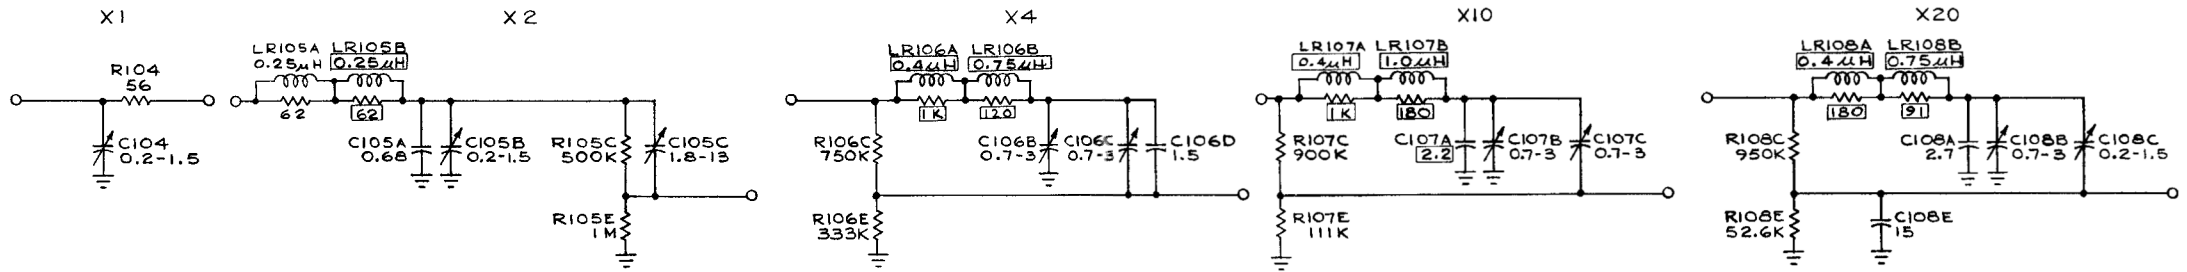 X1
R104
56
C104
0.2-1.5
X2
LR105A
0.25μH
LR105B
0.25μH
62
62
C105A
0.68
C105B
0.2-1.5
R105C
500K
C105C
1.8-13
R105E
1M
X4
LR106A
0.4μH
LR106B
0.75μH
1K
120
R106C
750K
C106B
0.7-3
C106C
0.7-3
C106D
1.5
R106E
333K
X10
LR107A
0.4μH
LR107B
1.0μH
1K
180
R107C
900K
C107A
2.2
C107B
0.7-3
C107C
0.7-3
R107E
111K
X20
LR108A
0.4μH
LR108B
0.75μH
180
91
R108C
950K
C108A
2.7
C108B
0.7-3
C108C
0.2-1.5
R108E
52.6K
C108E
15